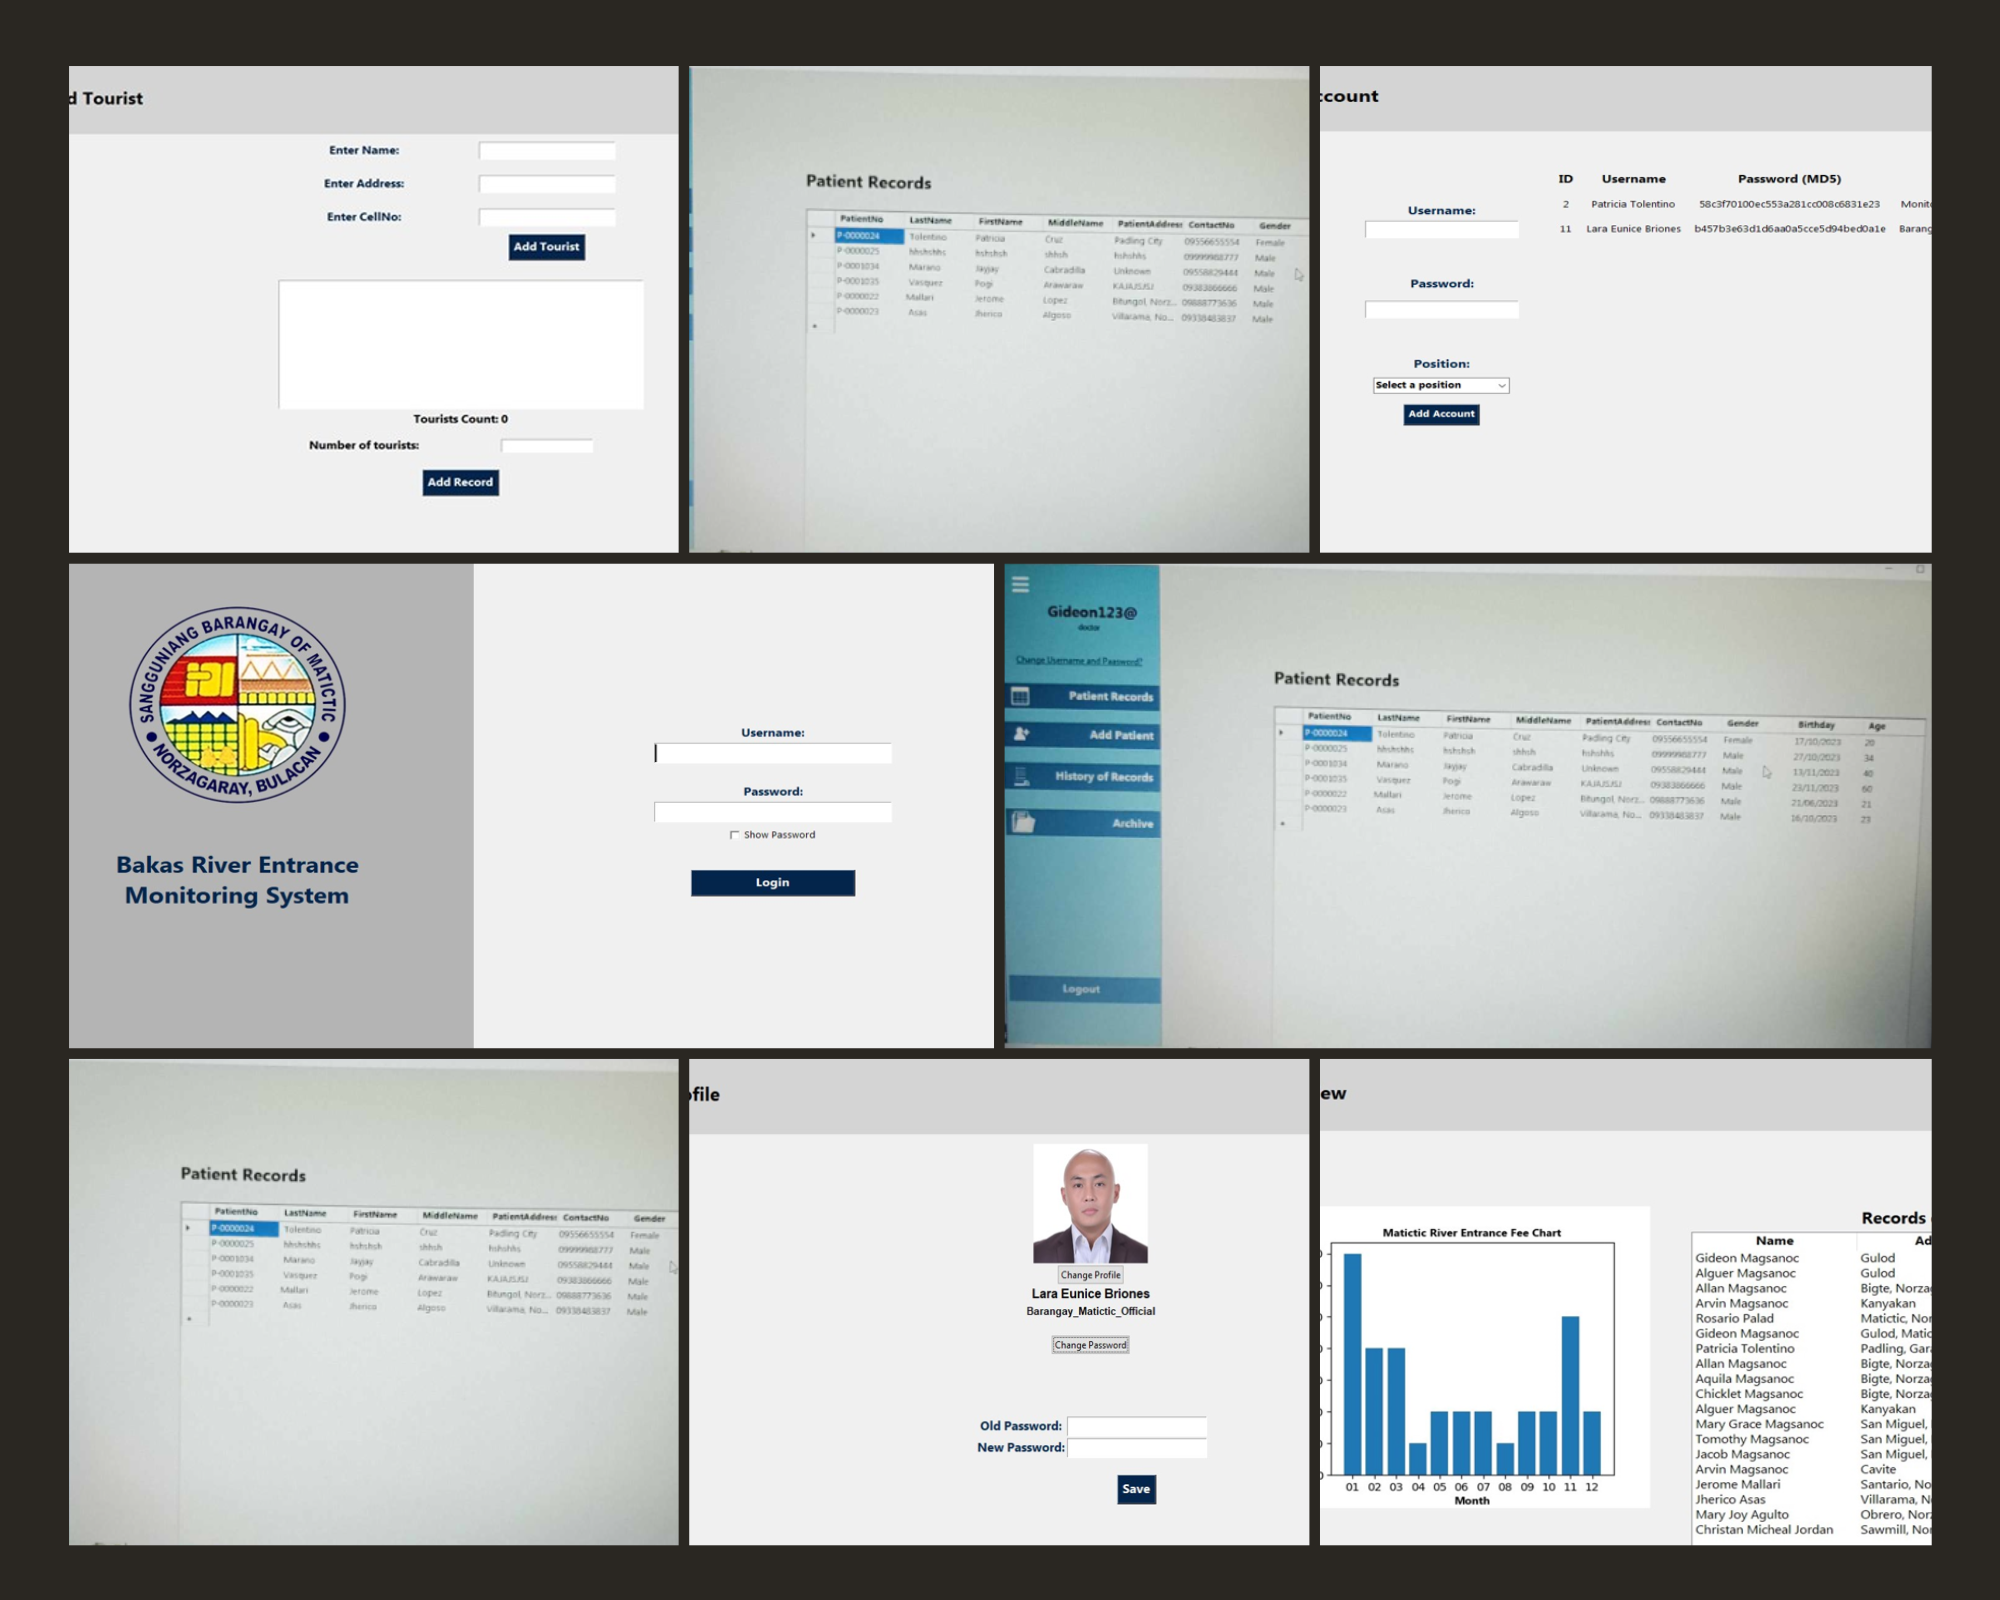 d Tourist
Enter Name:
Enter Address:
Enter CellNo:
Add Tourist
Tourists Count: 0
Number of tourists:
Add Record
Patient Records
PatientNo LastName FirstName MiddleName PatientAddress ContactNo Gender
P-0000024 Tolentino Patricia Cruz Padling City 09556655554 Female
P-0000025 hhshshhs hshshsh shhsh hshshhs 09999968777 Male
P-0001034 Marano Jayjay Cabradilla Unknown 09558829444 Male
P-0001035 Vasquez Pogi Arawaraw 09383866666 Male
P-0000022 Mallari Jerome Lopez Bitungol, Norz... 09888773636 Male
P-0000023 Asas Jherico Algoso Villarama, No... 09338483837 Male
ccount
ID Username Password (MD5)
2 Patricia Tolentino 58c3f70100ec553a281cc008c6831e23 Monito
11 Lara Eunice Briones b457b3e63d1d6aa0a5cce5d94bed0a1e Barang
Username:
Password:
Position:
Select a position
Add Account
SANGGUNIANG BARANGAY OF MATICTIC
NORZAGARAY, BULACAN
Bakas River Entrance
Monitoring System
Username:
Password:
Show Password
Login
Gideon123@
doctor
Change Username and Password?
Patient Records
Add Patient
History of Records
Archive
Logout
Patient Records
PatientNo LastName FirstName MiddleName PatientAddress ContactNo Gender Birthday Age
P-0000024 Tolentino Patricia Cruz Padling City 09556655554 Female 17/10/2023 20
P-0000025 hhshshhs hshshsh shhsh hshshhs 09999968777 Male 27/10/2023 34
P-0001034 Marano Jayjay Cabradilla Unknown 09558829444 Male 13/11/2023 40
P-0001035 Vasquez Pogi Arawaraw 09383866666 Male 23/11/2023 60
P-0000022 Mallari Jerome Lopez Bitungol, Norz... 09888773636 Male 21/06/2023 21
P-0000023 Asas Jherico Algoso Villarama, No... 09338483837 Male 16/10/2023 23
Patient Records
PatientNo LastName FirstName MiddleName PatientAddress ContactNo Gender
P-0000024 Tolentino Patricia Cruz Padling City 09556655554 Female
P-0000025 hhshshhs hshshsh shhsh hshshhs 09999968777 Male
P-0001034 Marano Jayjay Cabradilla Unknown 09558829444 Male
P-0001035 Vasquez Pogi Arawaraw 09383866666 Male
P-0000022 Mallari Jerome Lopez Bitungol, Norz... 09888773636 Male
P-0000023 Asas Jherico Algoso Villarama, No... 09338483837 Male
ofile
Change Profile
Lara Eunice Briones
Barangay_Matictic_Official
Change Password
Old Password:
New Password:
Save
ew
Matictic River Entrance Fee Chart
01 02 03 04 05 06 07 08 09 10 11 12
Month
Records
Name Ad
Gideon Magsanoc Gulod
Alguer Magsanoc Gulod
Allan Magsanoc Bigte, Norza
Arvin Magsanoc Kanyakan
Rosario Palad Matictic, Nor
Gideon Magsanoc Gulod, Matic
Patricia Tolentino Padling, Gar
Allan Magsanoc Bigte, Norza
Aquila Magsanoc Bigte, Norza
Chicklet Magsanoc Bigte, Norza
Alguer Magsanoc Kanyakan
Mary Grace Magsanoc San Miguel,
Tomothy Magsanoc San Miguel,
Jacob Magsanoc San Miguel,
Arvin Magsanoc Cavite
Jerome Mallari Santario, No
Jherico Asas Villarama, N
Mary Joy Agulto Obrero, Nor
Christan Micheal Jordan Sawmill, Nor